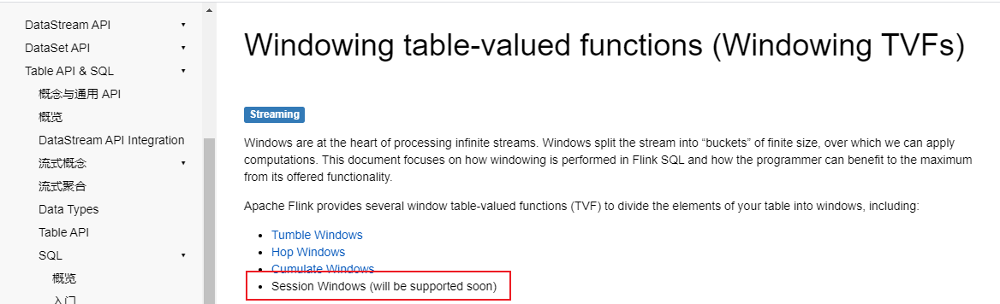 DataStream API
DataSet API
Table API & SQL
概念与通用 API
概览
DataStream API Integration
流式概念
流式聚合
Data Types
Table API
SQL
概览
入门
Windowing table-valued functions (Windowing TVFs)
Streaming
Windows are at the heart of processing infinite streams. Windows split the stream into “buckets” of finite size, over which we can apply
computations. This document focuses on how windowing is performed in Flink SQL and how the programmer can benefit to the maximum
from its offered functionality.
Apache Flink provides several window table-valued functions (TVF) to divide the elements of your table into windows, including:
Tumble Windows
Hop Windows
Cumulate Windows
Session Windows (will be supported soon)